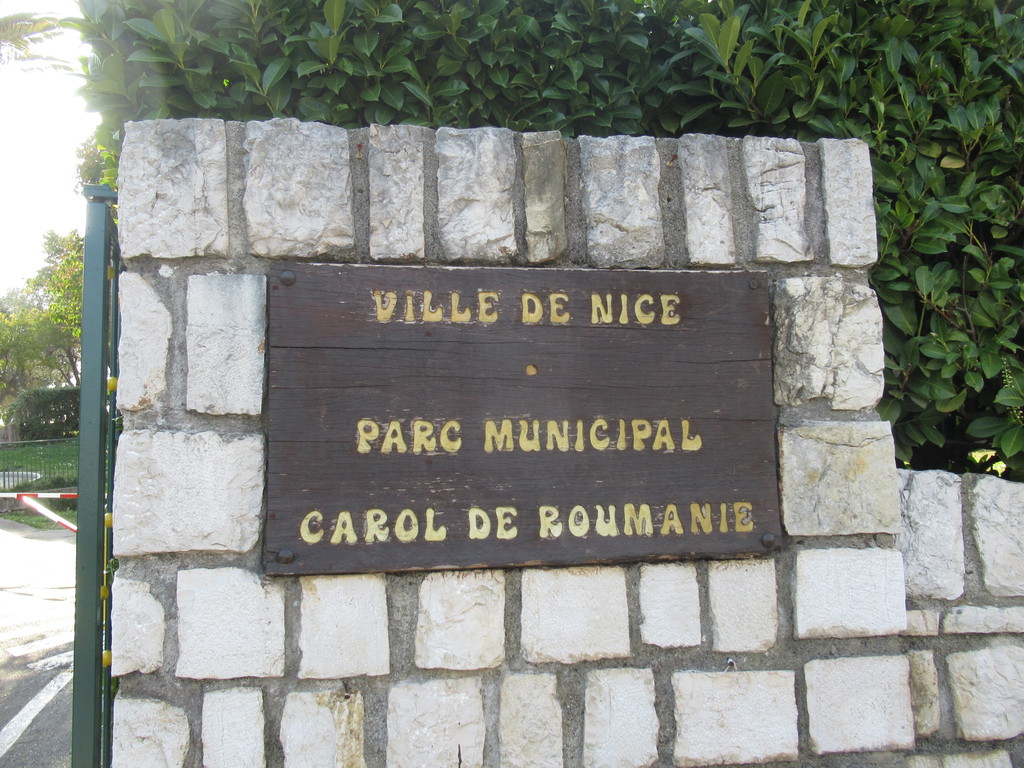 VILLE DE NICE
PARC MUNICIPAL
CAROL DE ROUMANIE